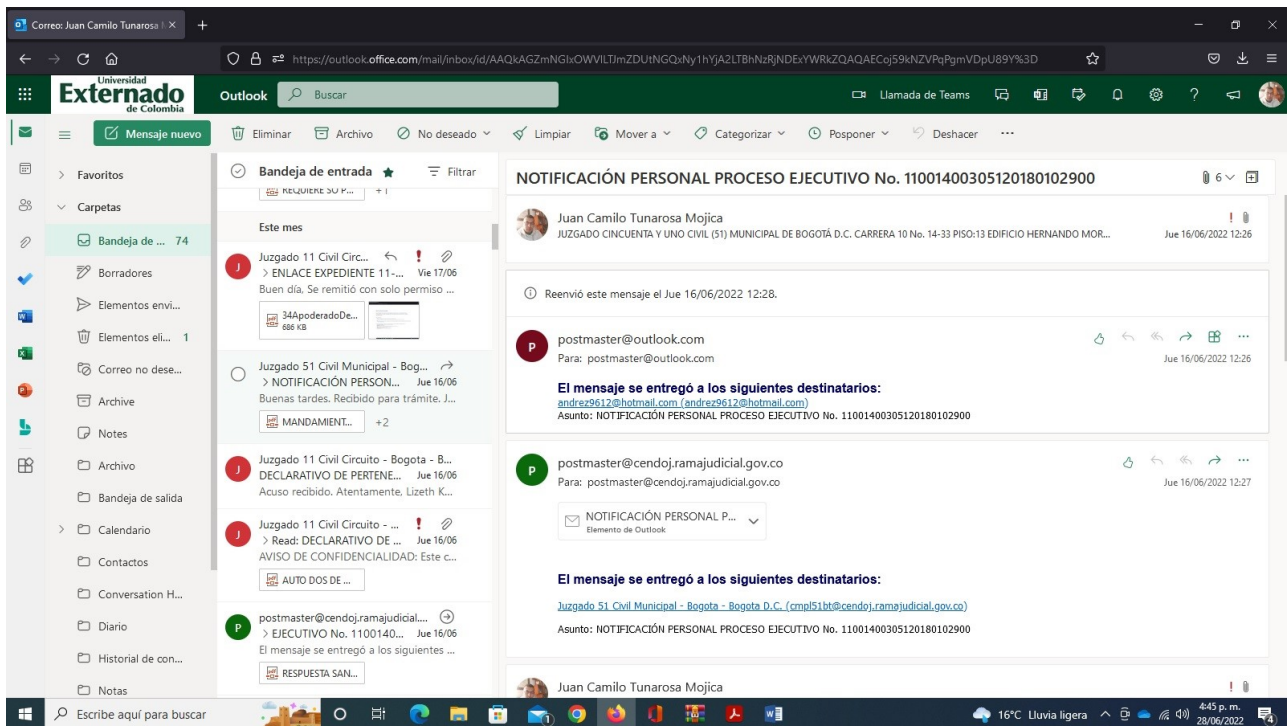 Correo: Juan Camilo Tunarosa
https://outlook.office.com/mail/inbox/id/AAQkAGZmNGIxOWVlLTJmZDUtNGQxNy1hYjA2LTBhNzRjNDExYWRkZQAQAECoj59kNZVPqPgmVDpU89Y%3D
Universidad
Externado
de Colombia
Outlook
Buscar
Llamada de Teams
Mensaje nuevo
Eliminar
Archivo
No deseado
Limpiar
Mover a
Categorizar
Posponer
Deshacer
Favoritos
Carpetas
Bandeja de ... 74
Borradores
Elementos envi...
Elementos eli... 1
Correo no dese...
Archive
Notes
Archivo
Bandeja de salida
Calendario
Contactos
Conversation H...
Diario
Historial de con...
Notas
Bandeja de entrada
Filtrar
REQUIERE SU P... +1
Este mes
Juzgado 11 Civil Circ...
> ENLACE EXPEDIENTE 11-... Vie 17/06
Buen día, Se remitió con solo permiso ...
34ApoderadoDe...
686 KB
Juzgado 51 Civil Municipal - Bog...
> NOTIFICACIÓN PERSON... Jue 16/06
Buenas tardes. Recibido para trámite. J...
MANDAMIENT... +2
Juzgado 11 Civil Circuito - Bogota - B...
DECLARATIVO DE PERTENE... Jue 16/06
Acuso recibido. Atentamente, Lizeth K...
Juzgado 11 Civil Circuito - ...
> Read: DECLARATIVO DE ... Jue 16/06
AVISO DE CONFIDENCIALIDAD: Este c...
AUTO DOS DE ...
postmaster@cendoj.ramajudicial....
> EJECUTIVO No. 1100140... Jue 16/06
El mensaje se entregó a los siguientes ...
RESPUESTA SAN...
NOTIFICACIÓN PERSONAL PROCESO EJECUTIVO No. 11001400305120180102900
6
Juan Camilo Tunarosa Mojica
JUZGADO CINCUENTA Y UNO CIVIL (51) MUNICIPAL DE BOGOTÁ D.C. CARRERA 10 No. 14-33 PISO:13 EDIFICIO HERNANDO MOR... Jue 16/06/2022 12:26
Reenvió este mensaje el Jue 16/06/2022 12:28.
P
postmaster@outlook.com
Para: postmaster@outlook.com Jue 16/06/2022 12:26
El mensaje se entregó a los siguientes destinatarios:
andrez9612@hotmail.com (andrez9612@hotmail.com)
Asunto: NOTIFICACIÓN PERSONAL PROCESO EJECUTIVO No. 11001400305120180102900
P
postmaster@cendoj.ramajudicial.gov.co
Para: postmaster@cendoj.ramajudicial.gov.co Jue 16/06/2022 12:27
NOTIFICACIÓN PERSONAL P...
Elemento de Outlook
El mensaje se entregó a los siguientes destinatarios:
Juzgado 51 Civil Municipal - Bogota - Bogota D.C. (cmpl51bt@cendoj.ramajudicial.gov.co)
Asunto: NOTIFICACIÓN PERSONAL PROCESO EJECUTIVO No. 11001400305120180102900
Juan Camilo Tunarosa Mojica
Escribe aquí para buscar
16°C Lluvia ligera
4:45 p. m.
28/06/2022